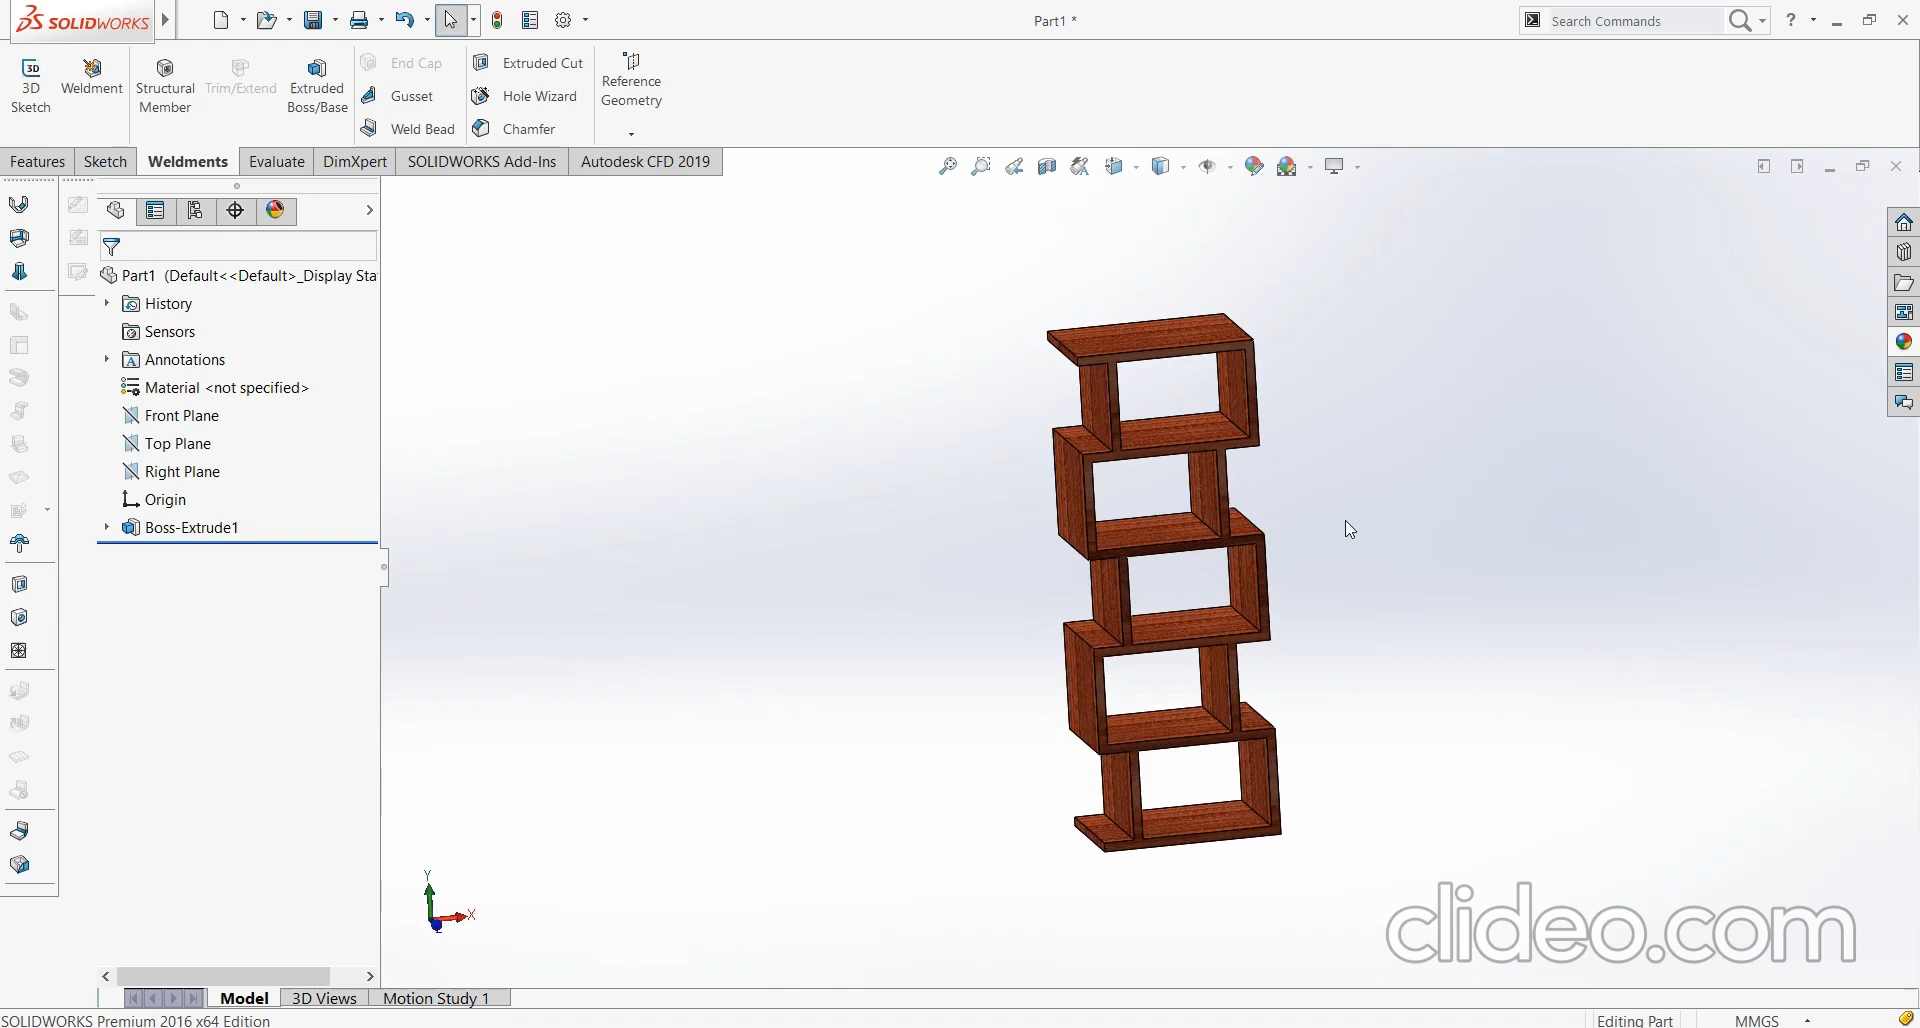 SOLIDWORKS
Part1 *
Search Commands
?
3D
Sketch
Weldment
Structural
Member
Trim/Extend
Extruded
Boss/Base
End Cap
Gusset
Weld Bead
Extruded Cut
Hole Wizard
Chamfer
Reference
Geometry
Features
Sketch
Weldments
Evaluate
DimXpert
SOLIDWORKS Add-Ins
Autodesk CFD 2019
Part1 (Default<<Default>_Display Sta
History
Sensors
Annotations
Material <not specified>
Front Plane
Top Plane
Right Plane
Origin
Boss-Extrude1
Y
X
Z
clideo.com
Model
3D Views
Motion Study 1
SOLIDWORKS Premium 2016 x64 Edition
Editing Part
MMGS